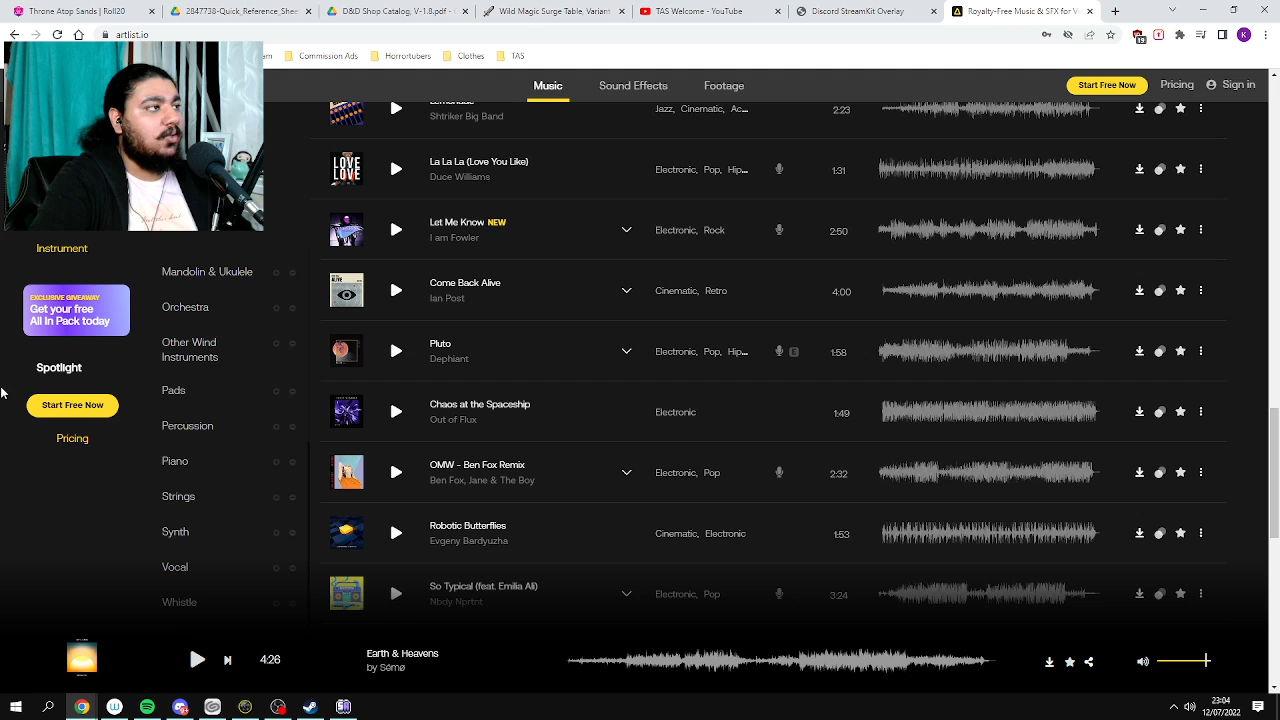 Throne App Sands | Roll20
2847738-Quick_Reference_Shee
D&D Shop Catalog, V-1.8.pdf -
Wild Magic Surge Table, Variant
TAS Welcome - YouTube
Discord StreamKit Overlay
Royalty-Free Music & SFX for V
artlist.io
13
K
Commission Ads
Horrortubers
Clothes
TAS
Music
Sound Effects
Footage
Start Free Now
Pricing
Sign in
Jazz, Cinematic, Ac...
2:23
Shtriker Big Band
LOVE
LOVE
La La La (Love You Like)
Duce Williams
Electronic, Pop, Hip...
1:31
Let Me Know NEW
I am Fowler
Electronic, Rock
2:50
Instrument
Mandolin & Ukulele
Come Back Alive
Ian Post
Cinematic, Retro
4:00
EXCLUSIVE GIVEAWAY
Get your free
All In Pack today
Orchestra
Other Wind
Instruments
Pluto
Dephiant
Electronic, Pop, Hip...
E
1:58
Spotlight
Pads
Start Free Now
Chaos at the Spaceship
Out of Flux
Electronic
1:49
Percussion
Pricing
Piano
OMW - Ben Fox Remix
Ben Fox, Jane & The Boy
Electronic, Pop
2:32
Strings
Synth
Robotic Butterflies
Evgeny Bardyuzha
Cinematic, Electronic
1:53
Vocal
Whistle
So Typical (feat. Emilia Ali)
Nbdy Nprtnt
Electronic, Pop
3:24
4:26
Earth & Heavens
by Sémø
23:04
12/07/2022